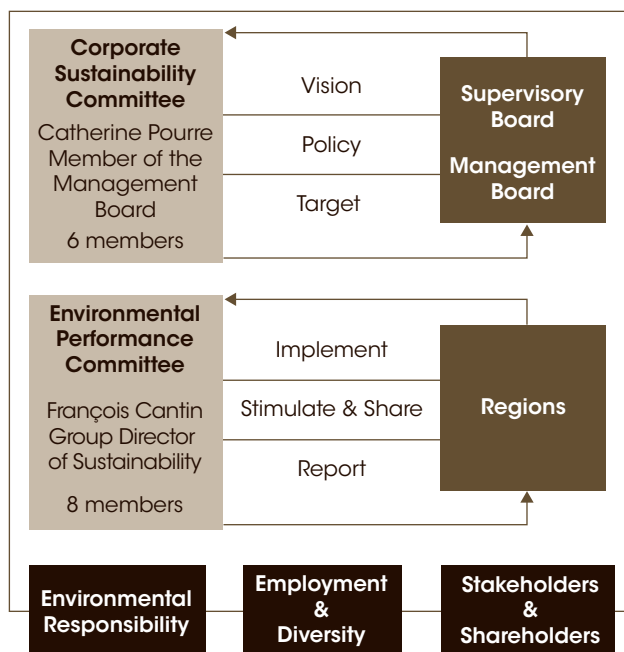 Corporate
Sustainability
Committee
Catherine Pourre
Member of the
Management
Board
6 members
Vision
Policy
Target
Supervisory
Board
Management
Board
Environmental
Performance
Committee
François Cantin
Group Director
of Sustainability
8 members
Implement
Stimulate & Share
Report
Regions
Environmental
Responsibility
Employment
&
Diversity
Stakeholders
&
Shareholders